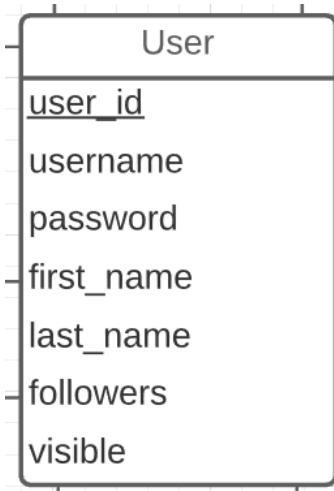 User
user_id
username
password
first_name
last_name
followers
visible